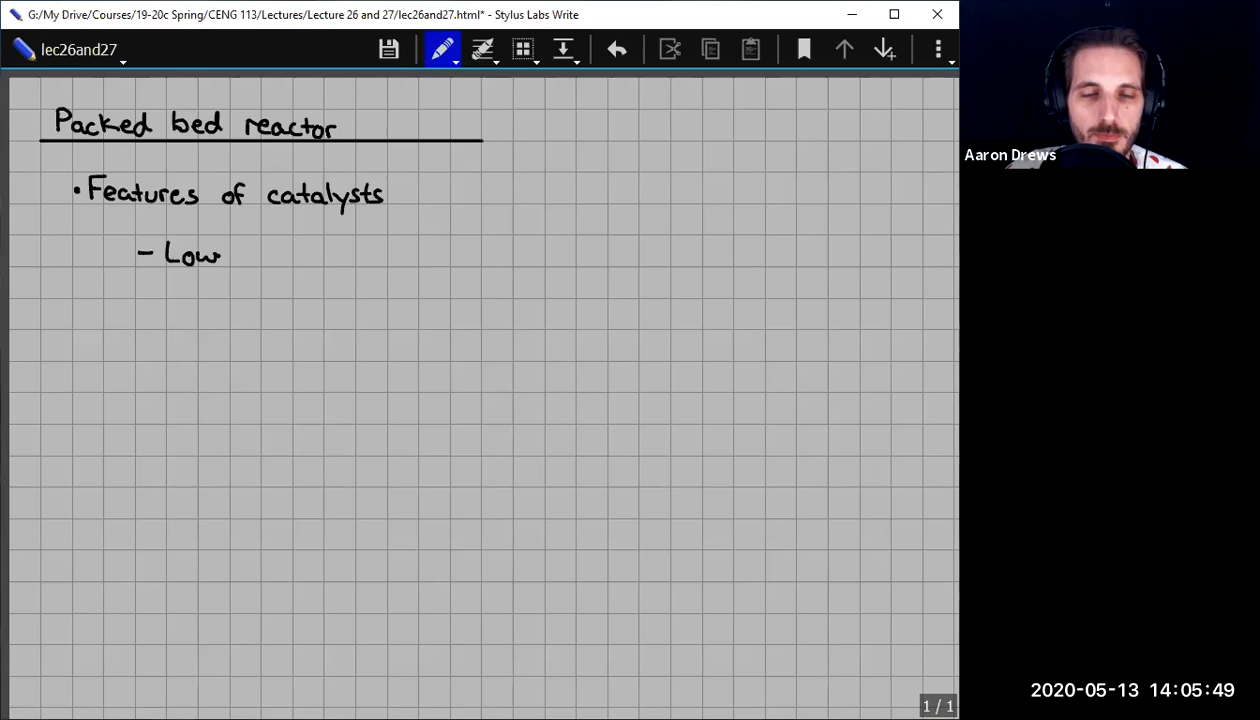 G:/My Drive/Courses/19-20c Spring/CENG 113/Lectures/Lecture 26 and 27/lec26and27.html* - Stylus Labs Write
lec26and27
Packed bed reactor
• Features of catalysts
- Low
Aaron Drews
1 / 1
2020-05-13 14:05:49